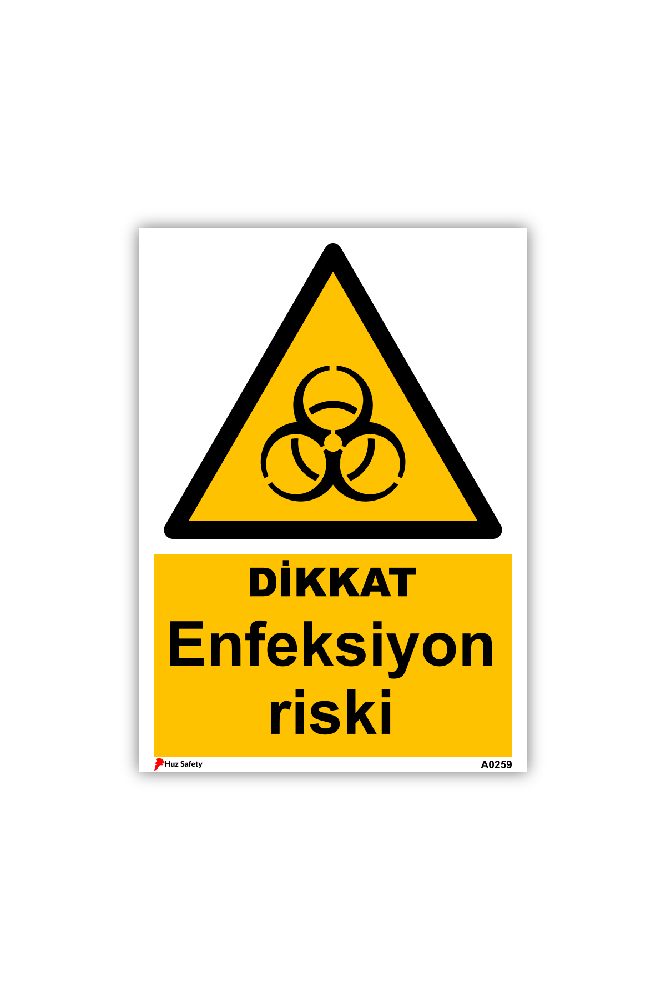 DİKKAT
Enfeksiyon
riski
Huz Safety
A0259